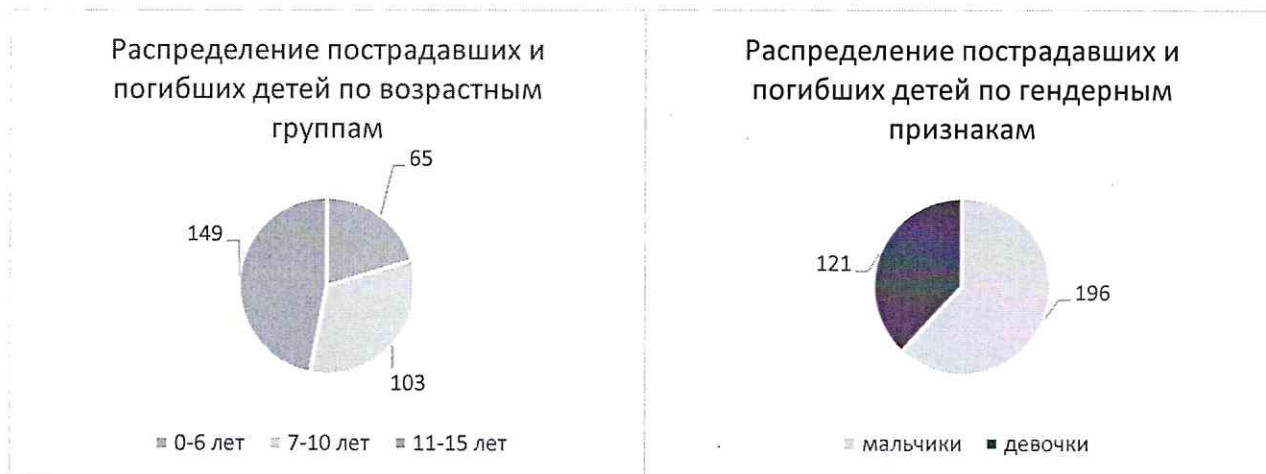 Распределение пострадавших и
погибших детей по возрастным
группам
65
149
103
0-6 лет 7-10 лет 11-15 лет
Распределение пострадавших и
погибших детей по гендерным
признакам
121
196
мальчики девочки